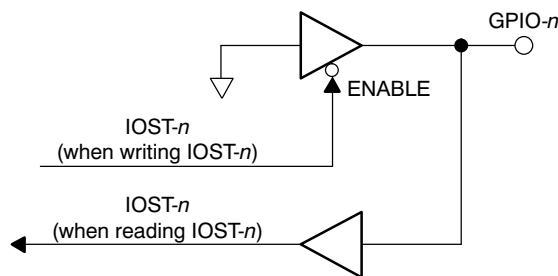 GPIO-n
ENABLE
IOST-n
(when writing IOST-n)
IOST-n
(when reading IOST-n)